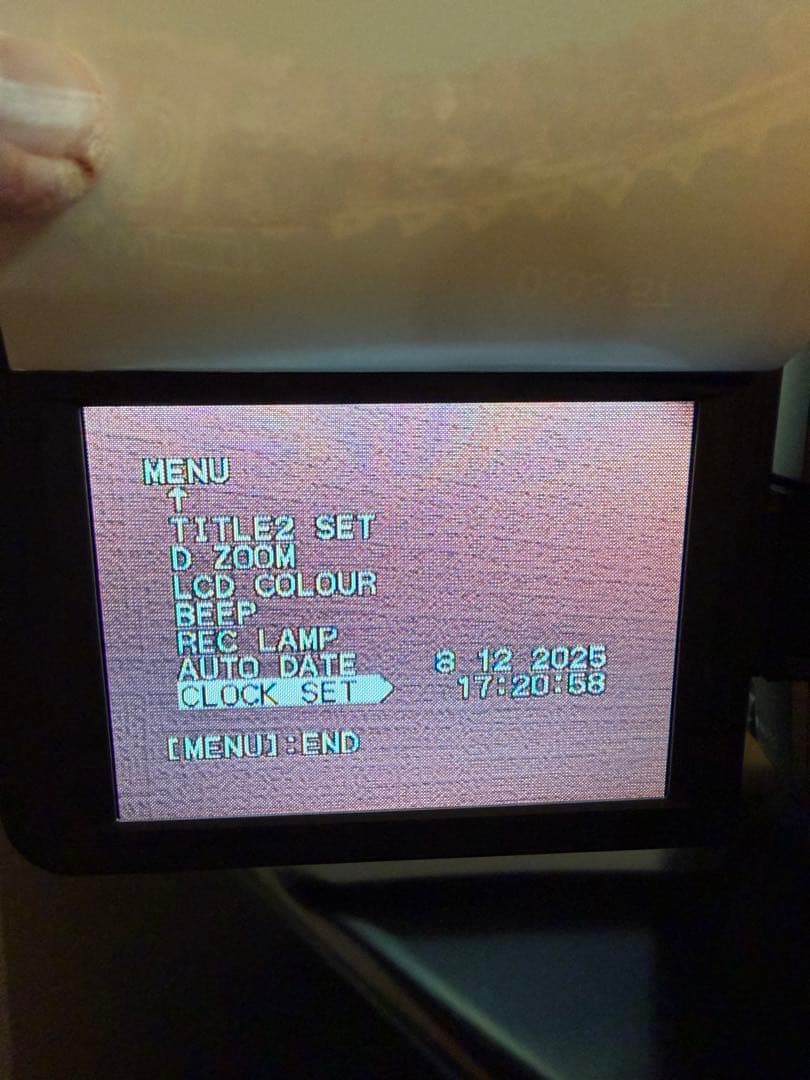 MENU
↑
TITLE2 SET
D ZOOM
LCD COLOUR
BEEP
REC LAMP
AUTO DATE 8 12 2025
CLOCK SET 17:20:58
[MENU]:END